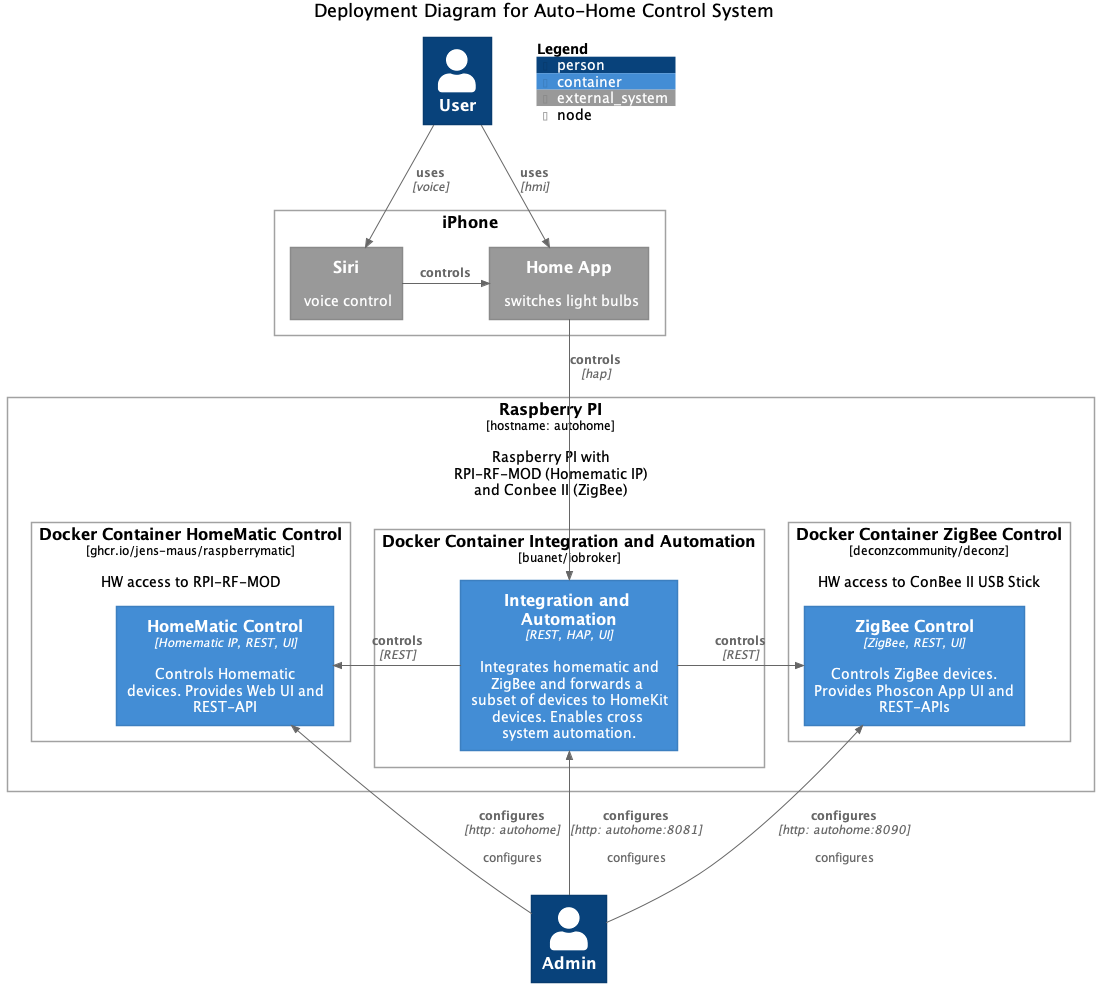 Deployment Diagram for Auto-Home Control System
Legend
person
container
external_system
node
User
uses
[voice]
uses
[hmi]
iPhone
Siri
voice control
controls
Home App
switches light bulbs
controls
[hap]
Raspberry PI
[hostname: autohome]
Raspberry PI with
RPI-RF-MOD (Homematic IP)
and Conbee II (ZigBee)
Docker Container HomeMatic Control
[ghcr.io/jens-maus/raspberrymatic]
HW access to RPI-RF-MOD
HomeMatic Control
[Homematic IP, REST, UI]
Controls Homematic
devices. Provides Web UI and
REST-API
controls
[REST]
Docker Container Integration and Automation
[buanet/iobroker]
Integration and
Automation
[REST, HAP, UI]
Integrates homematic and
ZigBee and forwards a
subset of devices to HomeKit
devices. Enables cross
system automation.
controls
[REST]
Docker Container ZigBee Control
[deconzcommunity/deconz]
HW access to ConBee II USB Stick
ZigBee Control
[ZigBee, REST, UI]
Controls ZigBee devices.
Provides Phoscon App UI and
REST-APIs
configures
[http: autohome]
configures
configures
[http: autohome:8081]
configures
configures
[http: autohome:8090]
configures
Admin